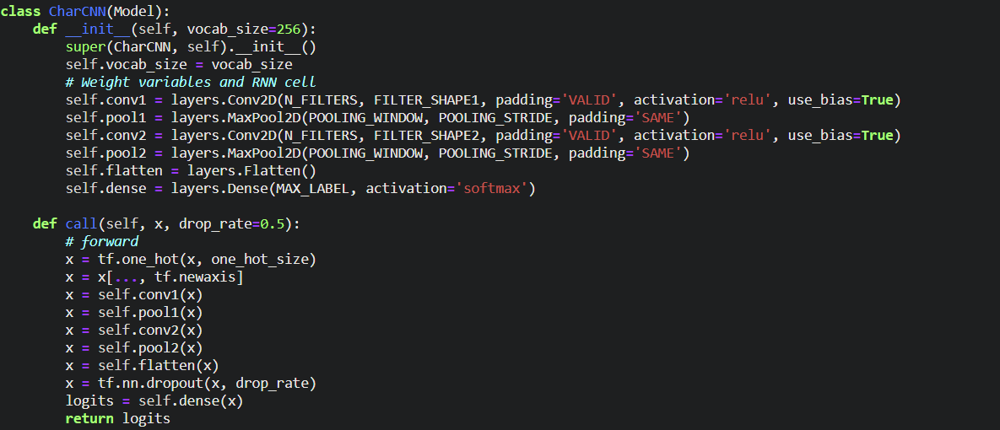 class CharCNN(Model):
    def __init__(self, vocab_size=256):
        super(CharCNN, self).__init__()
        self.vocab_size = vocab_size
        # Weight variables and RNN cell
        self.conv1 = layers.Conv2D(N_FILTERS, FILTER_SHAPE1, padding='VALID', activation='relu', use_bias=True)
        self.pool1 = layers.MaxPool2D(POOLING_WINDOW, POOLING_STRIDE, padding='SAME')
        self.conv2 = layers.Conv2D(N_FILTERS, FILTER_SHAPE2, padding='VALID', activation='relu', use_bias=True)
        self.pool2 = layers.MaxPool2D(POOLING_WINDOW, POOLING_STRIDE, padding='SAME')
        self.flatten = layers.Flatten()
        self.dense = layers.Dense(MAX_LABEL, activation='softmax')

    def call(self, x, drop_rate=0.5):
        # forward
        x = tf.one_hot(x, one_hot_size)
        x = x[..., tf.newaxis]
        x = self.conv1(x)
        x = self.pool1(x)
        x = self.conv2(x)
        x = self.pool2(x)
        x = self.flatten(x)
        x = tf.nn.dropout(x, drop_rate)
        logits = self.dense(x)
        return logits